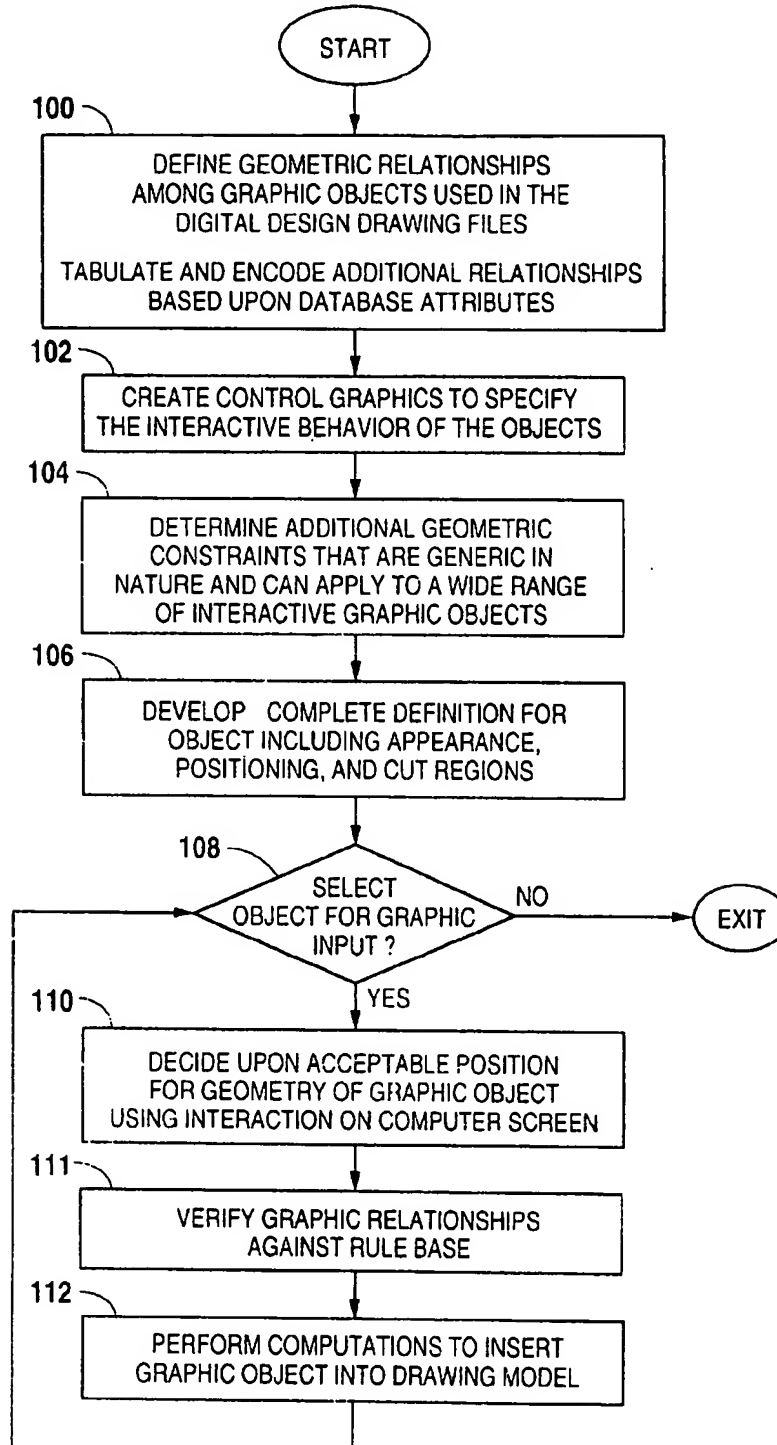 START
100
DEFINE GEOMETRIC RELATIONSHIPS
AMONG GRAPHIC OBJECTS USED IN THE
DIGITAL DESIGN DRAWING FILES
TABULATE AND ENCODE ADDITIONAL RELATIONSHIPS
BASED UPON DATABASE ATTRIBUTES
102
CREATE CONTROL GRAPHICS TO SPECIFY
THE INTERACTIVE BEHAVIOR OF THE OBJECTS
104
DETERMINE ADDITIONAL GEOMETRIC
CONSTRAINTS THAT ARE GENERIC IN
NATURE AND CAN APPLY TO A WIDE RANGE
OF INTERACTIVE GRAPHIC OBJECTS
106
DEVELOP COMPLETE DEFINITION FOR
OBJECT INCLUDING APPEARANCE,
POSITIONING, AND CUT REGIONS
108
SELECT
OBJECT FOR GRAPHIC
INPUT ?
NO
EXIT
YES
110
DECIDE UPON ACCEPTABLE POSITION
FOR GEOMETRY OF GRAPHIC OBJECT
USING INTERACTION ON COMPUTER SCREEN
111
VERIFY GRAPHIC RELATIONSHIPS
AGAINST RULE BASE
112
PERFORM COMPUTATIONS TO INSERT
GRAPHIC OBJECT INTO DRAWING MODEL